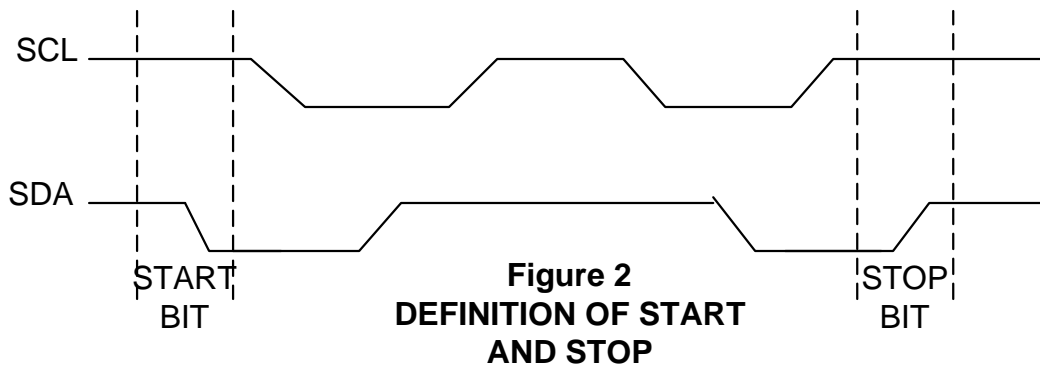 SCL
SDA
START
BIT
Figure 2
DEFINITION OF START
AND STOP
STOP
BIT